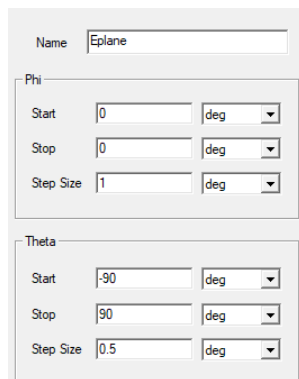 Name Eplane
Phi
Start 0 deg
Stop 0 deg
Step Size 1 deg
Theta
Start -90 deg
Stop 90 deg
Step Size 0.5 deg